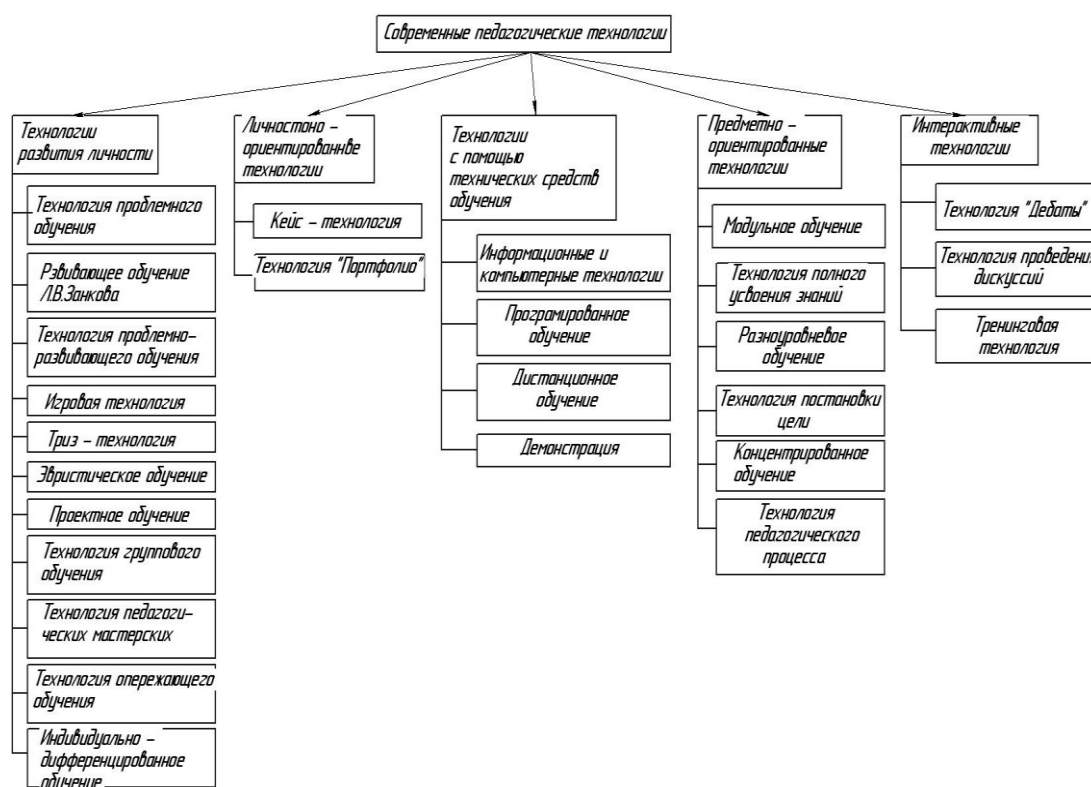 Современные педагогические технологии
Технологии
развития личности
Технология проблемного
обучения
Рзвивающее обучение
Л.В.Занкова
Технология проблемно-
развивающего обучения
Игровая технология
Триз - технология
Эвристическое обучение
Проектное обучение
Технология группового
обучения
Технология педагоги-
ческих мастерских
Технология опережающего
обучения
Индивидуально -
дифференцированное
обучение
Личностоно -
ориентированнве
технологии
Кейс - технология
Технология "Портфолио"
Технологии
с помощью
технических средств
обучения
Информационные и
компьютерные технологии
Програмированное
обучение
Дистанционное
обучение
Демонстрация
Предметно -
ориентированные
технологии
Модульное обучение
Технология полного
усвоения знаний
Разноуровневое
обучение
Технология постановки
цели
Концентрированное
обучение
Технология
педагогического
процесса
Интерактивные
технологии
Технология "Дебаты"
Технология проведения
дискуссий
Тренинговая
технология